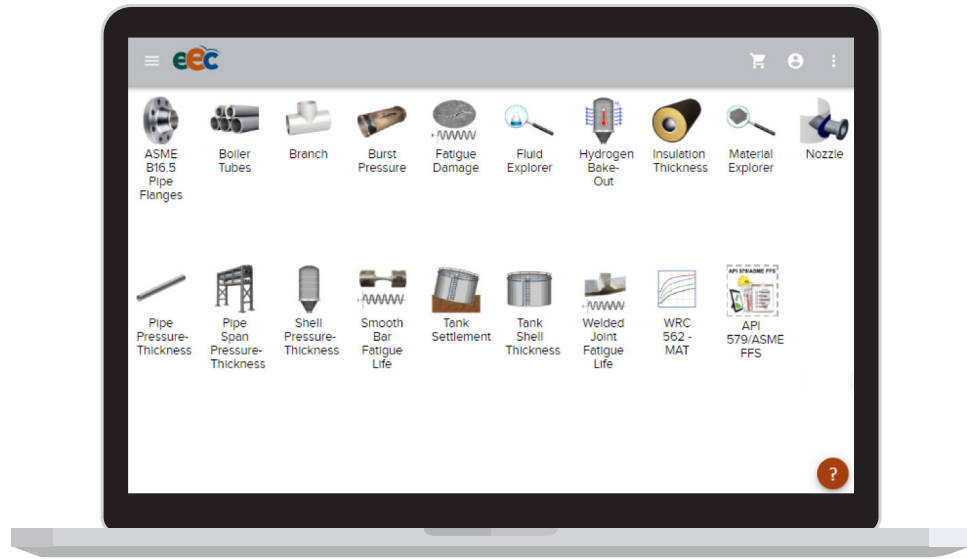 eec
ASME
B16.5
Pipe
Flanges
Boiler
Tubes
Branch
Burst
Pressure
Fatigue
Damage
Fluid
Explorer
Hydrogen
Bake-
Out
Insulation
Thickness
Material
Explorer
Nozzle
Pipe
Pressure-
Thickness
Pipe
Span
Pressure-
Thickness
Shell
Pressure-
Thickness
Smooth
Bar
Fatigue
Life
Tank
Settlement
Tank
Shell
Thickness
Welded
Joint
Fatigue
Life
WRC
562 -
MAT
API 579/ASME FFS
API
579/ASME
FFS
?